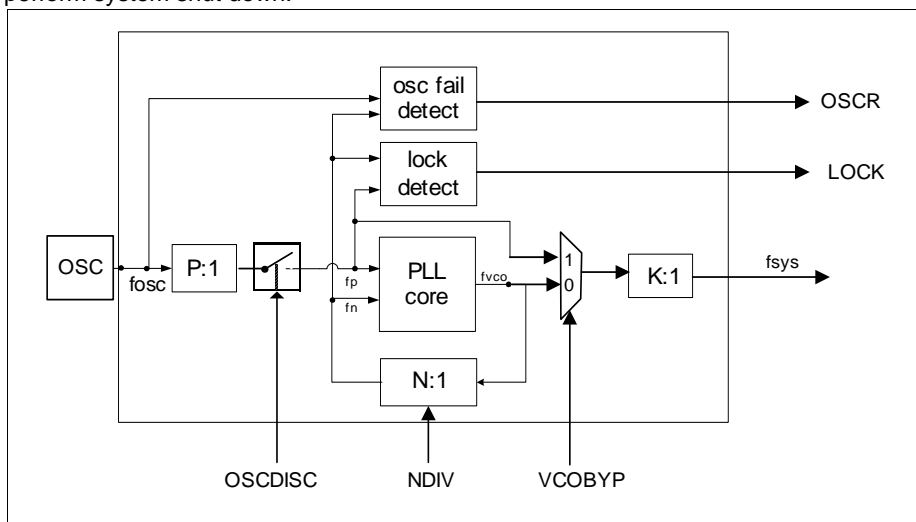 perform system shut down.
osc fail
detect
OSCR
lock
detect
LOCK
OSC
fosc
P:1
fp
fn
PLL
core
fvco
1
0
K:1
fsys
N:1
OSCDISC
NDIV
VCOBYP